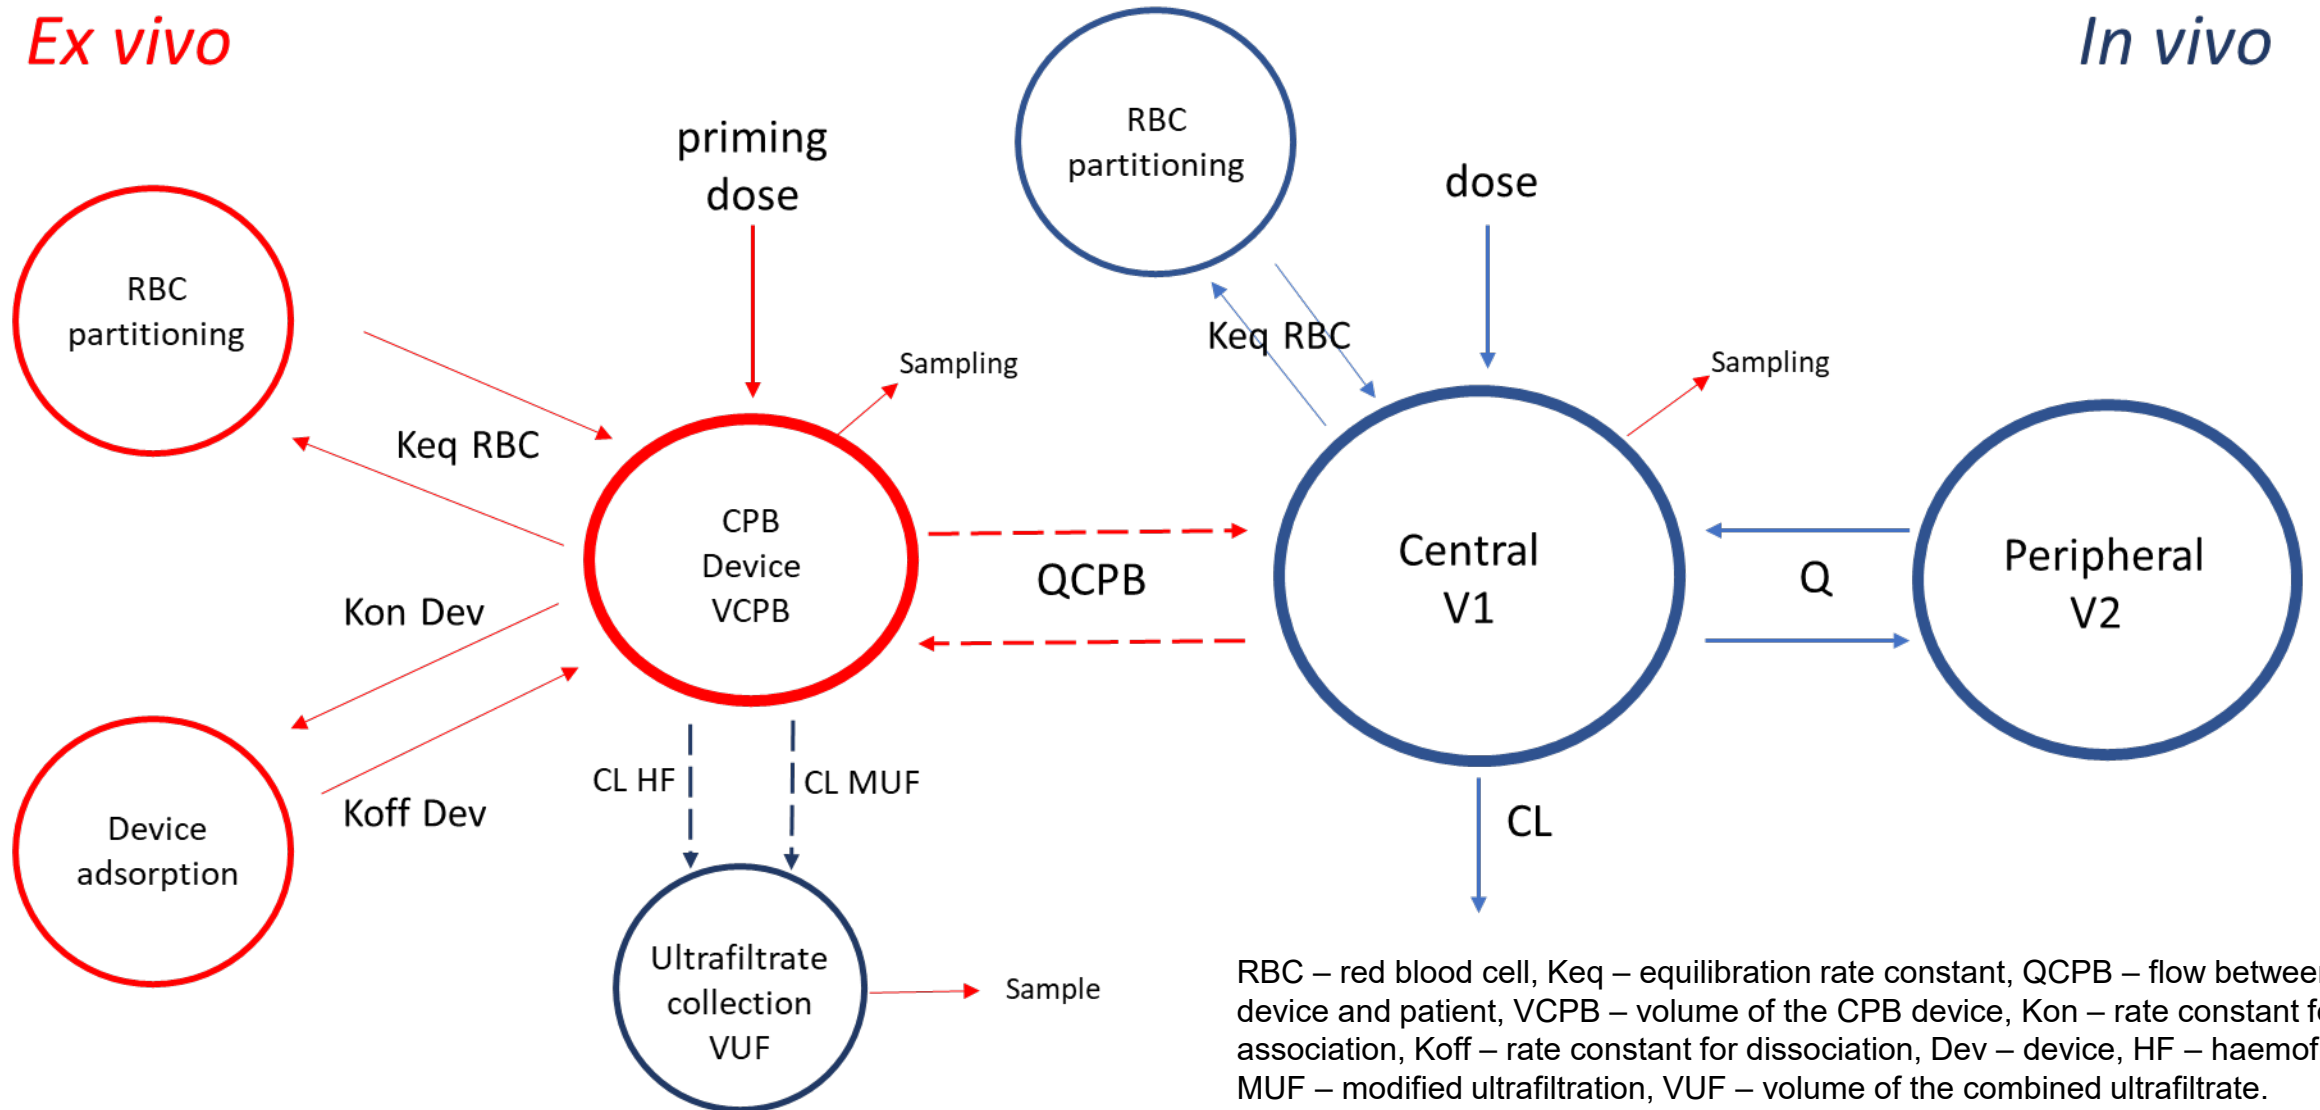 Ex vivo
In vivo
RBC
partitioning
priming
dose
dose
RBC
partitioning
Keq RBC
Sampling
Sampling
Keq RBC
CPB
Device
VCPB
QCPB
Central
V1
Q
Peripheral
V2
Kon Dev
Koff Dev
CL HF
CL MUF
CL
Device
adsorption
Ultrafiltrate
collection
VUF
Sample
RBC – red blood cell, Keq – equilibration rate constant, QCPB – flow between
device and patient, VCPB – volume of the CPB device, Kon – rate constant
association, Koff – rate constant for dissociation, Dev – device, HF –
MUF – modified ultrafiltration, VUF – volume of the combined ultrafiltrate.